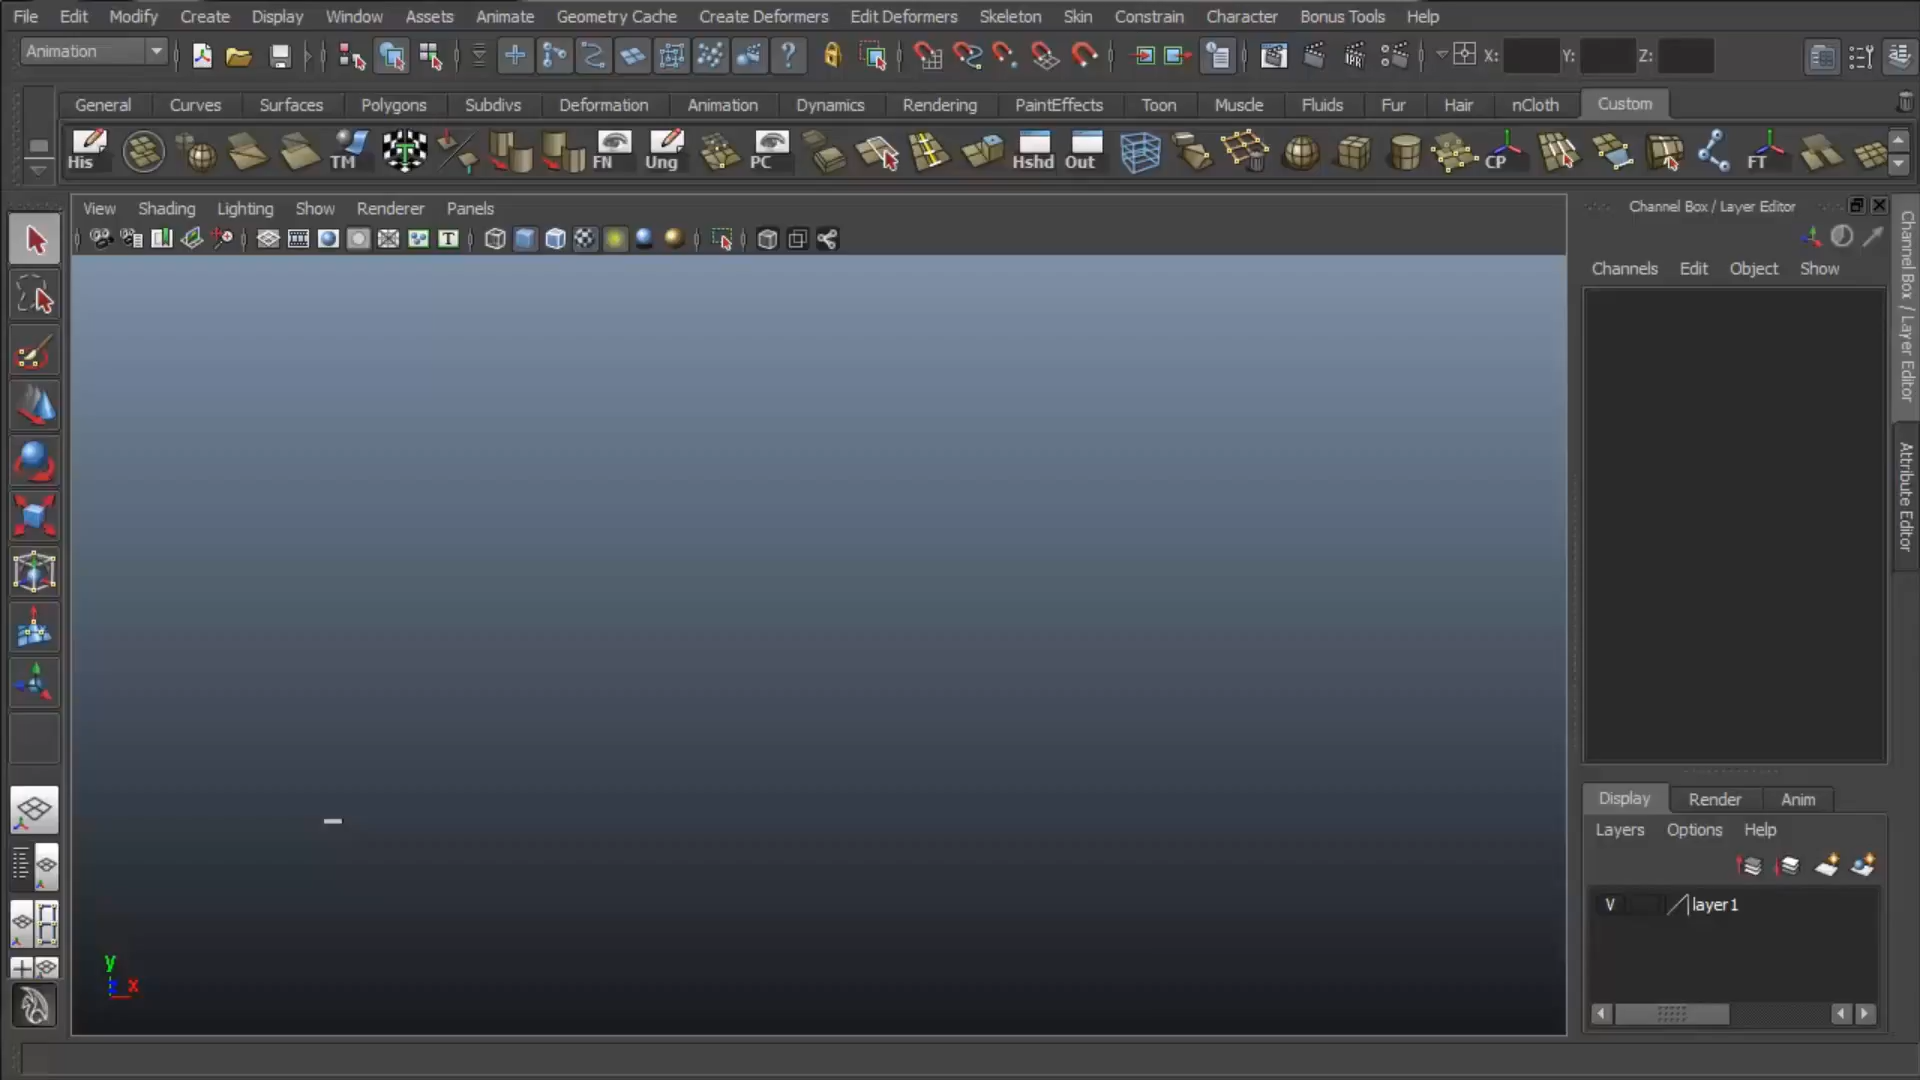 File Edit Modify Create Display Window Assets Animate Geometry Cache Create Deformers Edit Deformers Skeleton Skin Constrain Character Bonus Tools Help
Animation X: Y: Z:
General Curves Surfaces Polygons Subdivs Deformation Animation Dynamics Rendering PaintEffects Toon Muscle Fluids Fur Hair nCloth Custom
His TM FN Ung PC Hshd Out CP FT
View Shading Lighting Show Renderer Panels
Channel Box / Layer Editor
Channels Edit Object Show
Channel Box / Layer Editor
Attribute Editor
Display Render Anim
Layers Options Help
V layer1
y
x